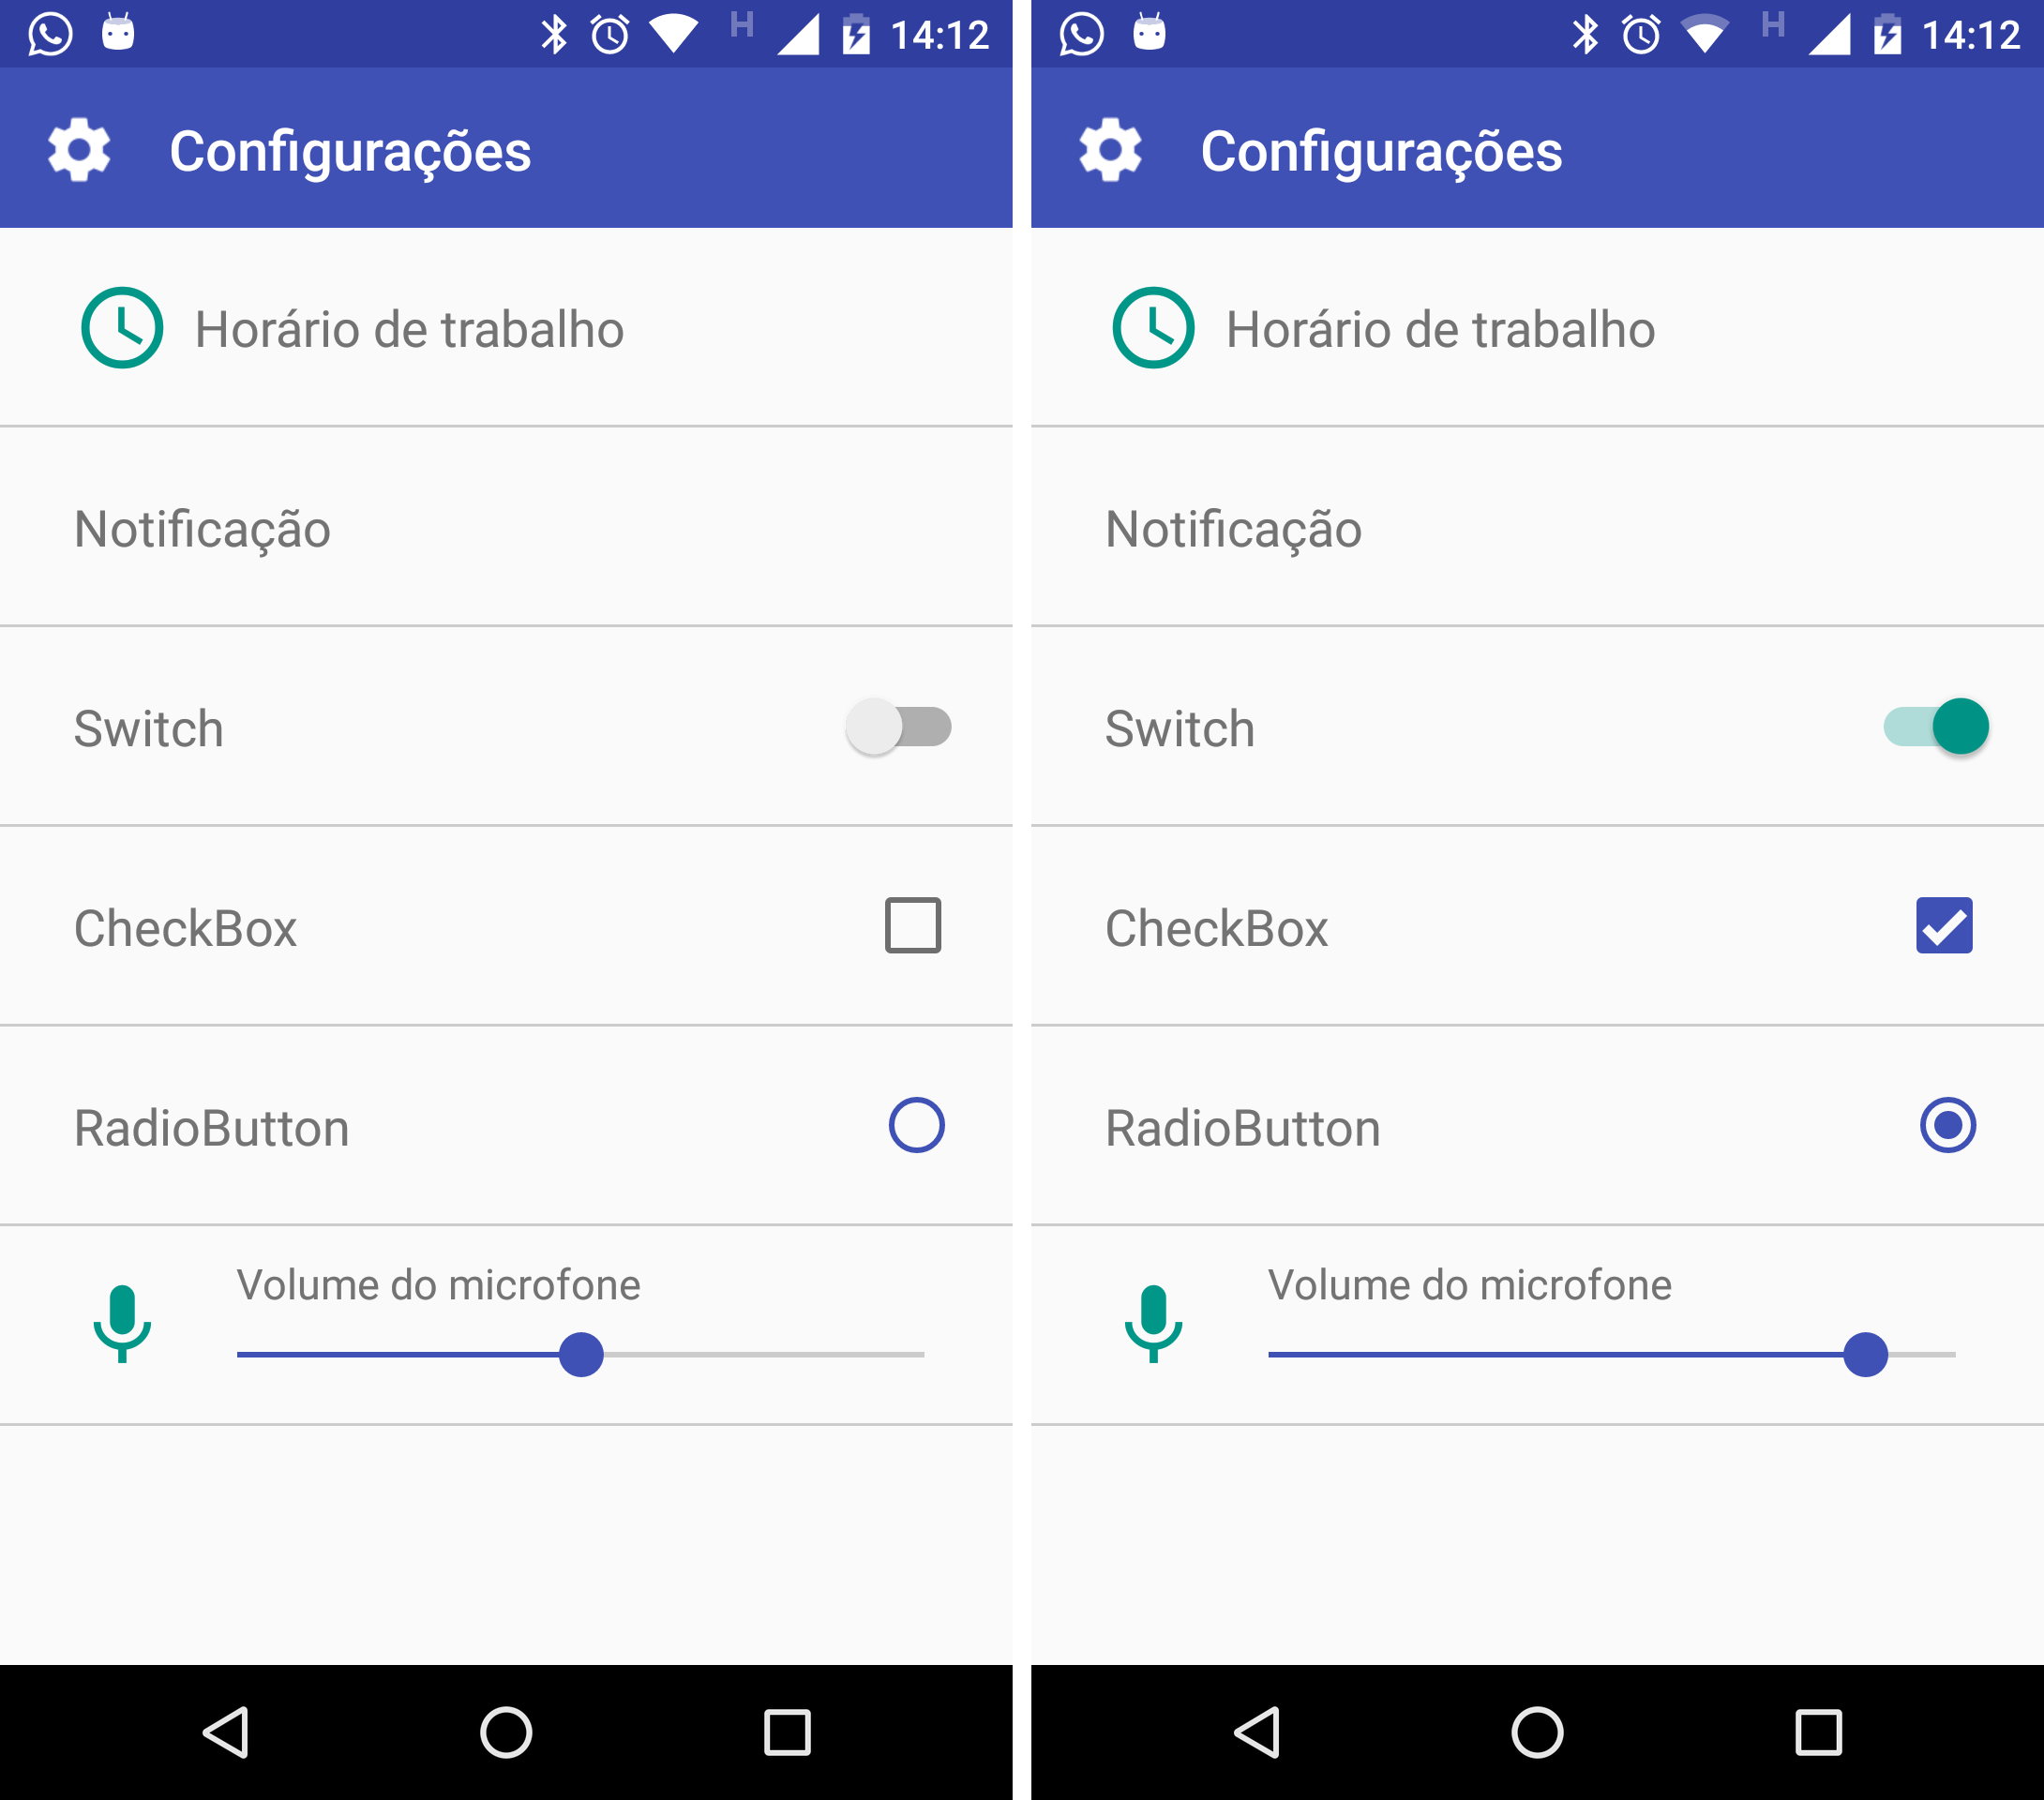 H 14:12
Configurações
Horário de trabalho
Notificação
Switch
CheckBox
RadioButton
Volume do microfone
H 14:12
Configurações
Horário de trabalho
Notificação
Switch
CheckBox
RadioButton
Volume do microfone